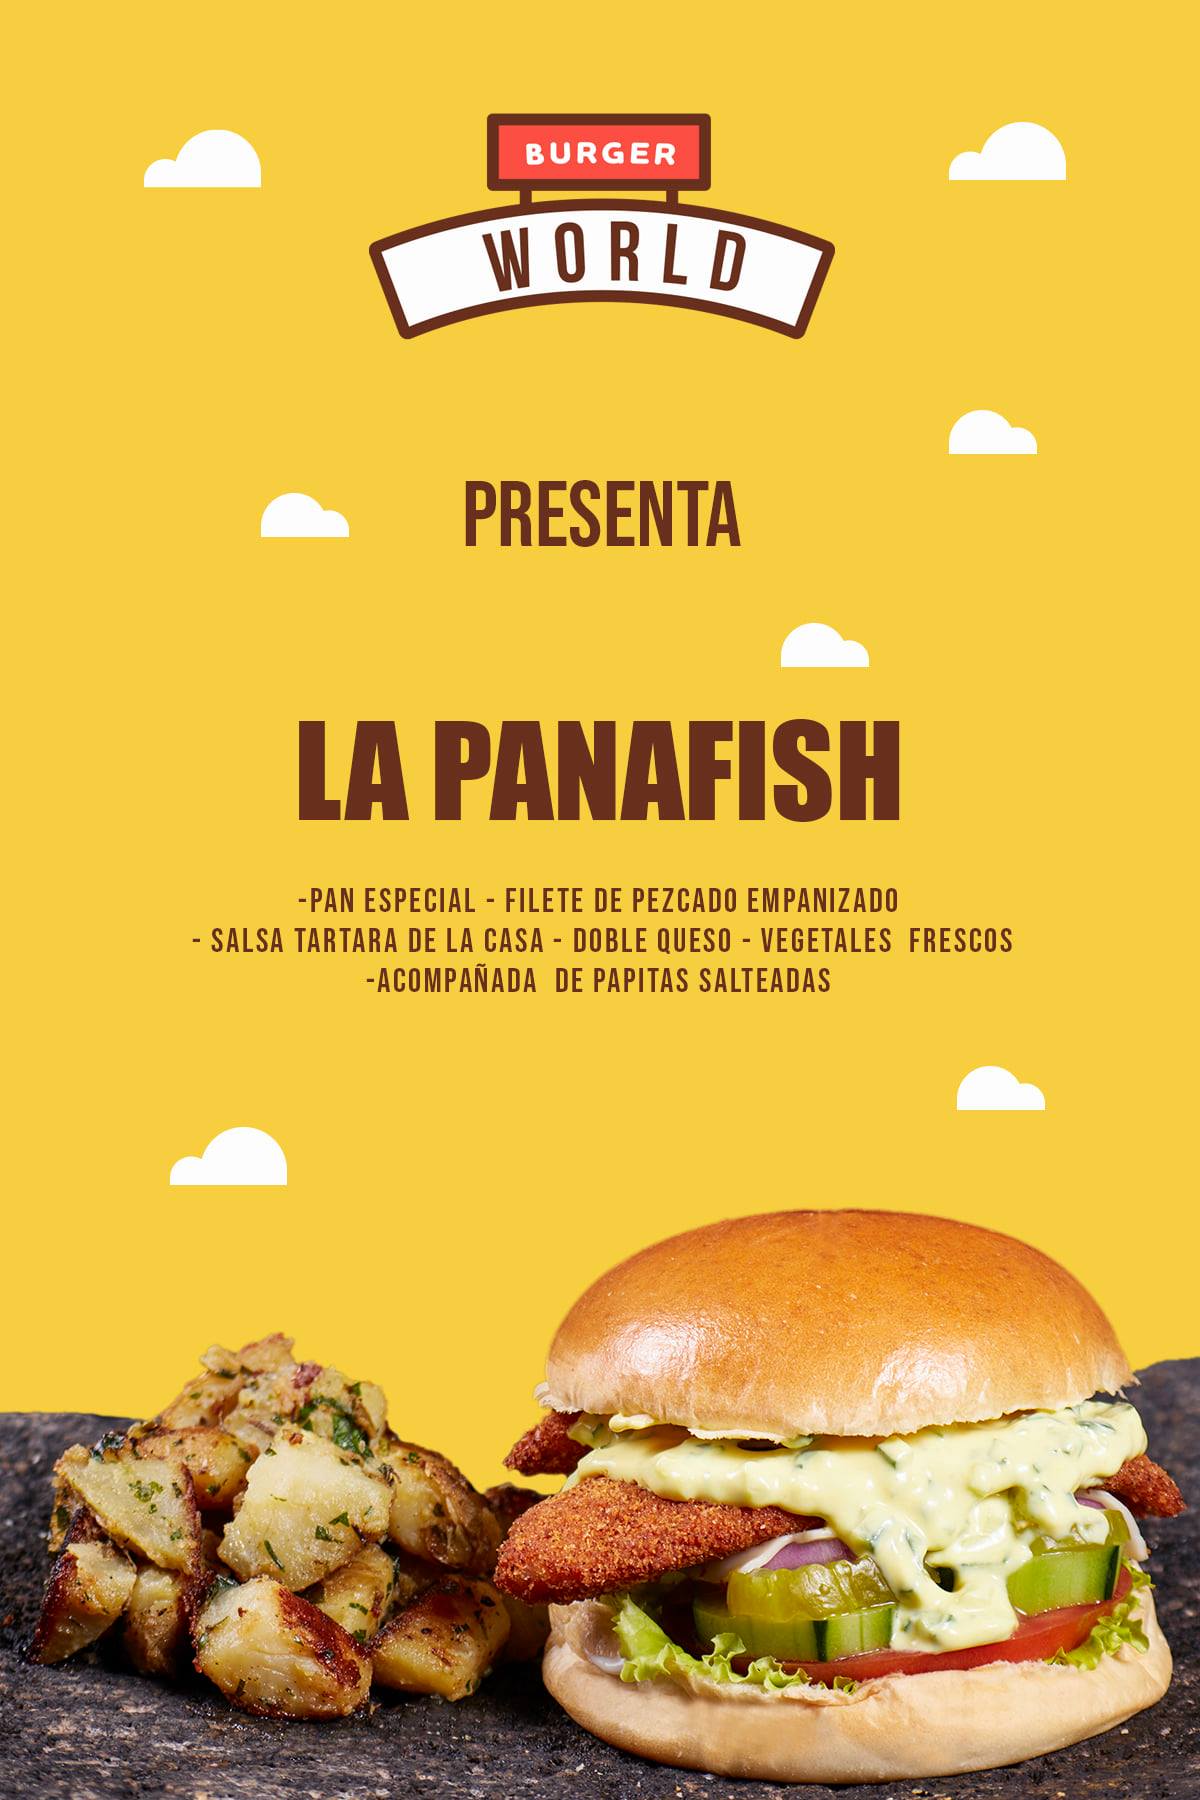 BURGER
WORLD
PRESENTA
LA PANAFISH
-PAN ESPECIAL - FILETE DE PEZCADO EMPANIZADO
- SALSA TARTARA DE LA CASA - DOBLE QUESO - VEGETALES FRESCOS
-ACOMPAÑADA DE PAPITAS SALTEADAS